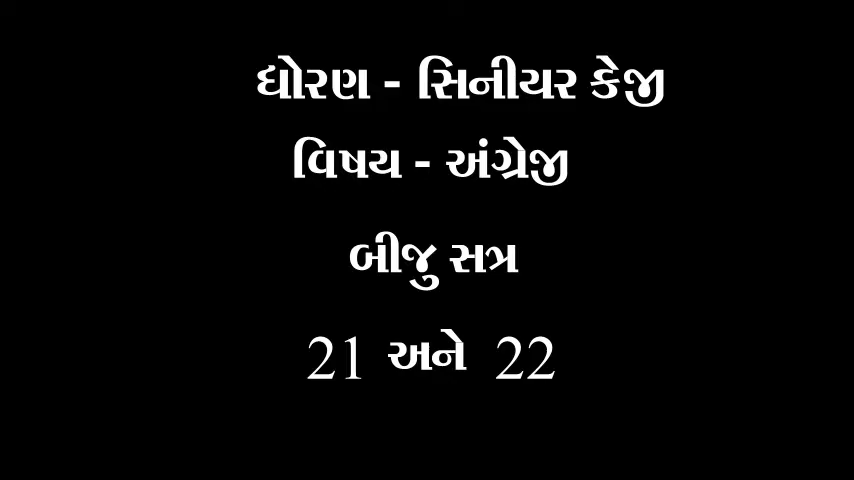 ધોરણ - સિનીયર કેજી
વિષય - અંગ્રેજી
બીજુ સત્ર
21 અને 22